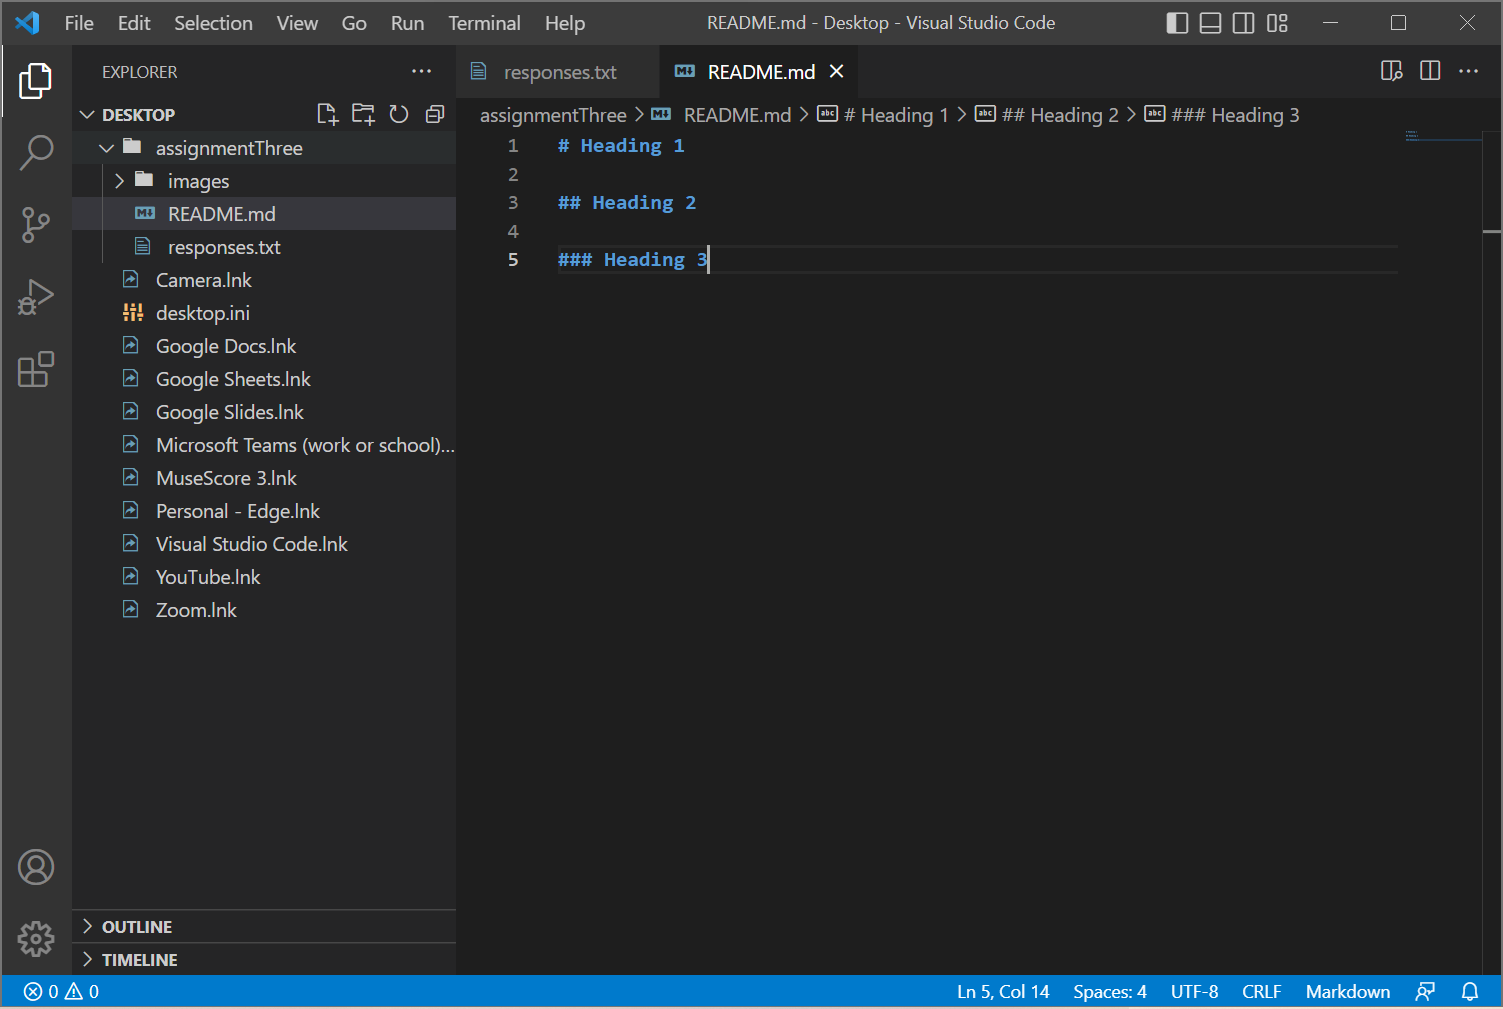 File Edit Selection View Go Run Terminal Help README.md - Desktop - Visual Studio Code
EXPLORER
DESKTOP
assignmentThree
images
README.md
responses.txt
Camera.lnk
desktop.ini
Google Docs.lnk
Google Sheets.lnk
Google Slides.lnk
Microsoft Teams (work or school)...
MuseScore 3.lnk
Personal - Edge.lnk
Visual Studio Code.lnk
YouTube.lnk
Zoom.lnk
OUTLINE
TIMELINE
responses.txt README.md
assignmentThree > README.md > # Heading 1 > ## Heading 2 > ### Heading 3
1 # Heading 1
2
3 ## Heading 2
4
5 ### Heading 3
0 0 Ln 5, Col 14 Spaces: 4 UTF-8 CRLF Markdown